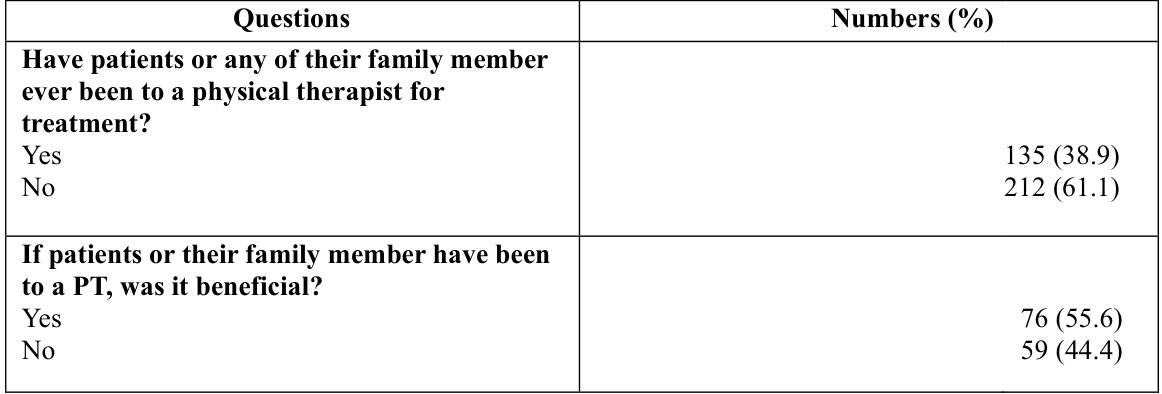 Questions Numbers (%)
Have patients or any of their family member
ever been to a physical therapist for
treatment?
Yes 135 (38.9)
No 212 (61.1)
If patients or their family member have been
to a PT, was it beneficial?
Yes 76 (55.6)
No 59 (44.4)